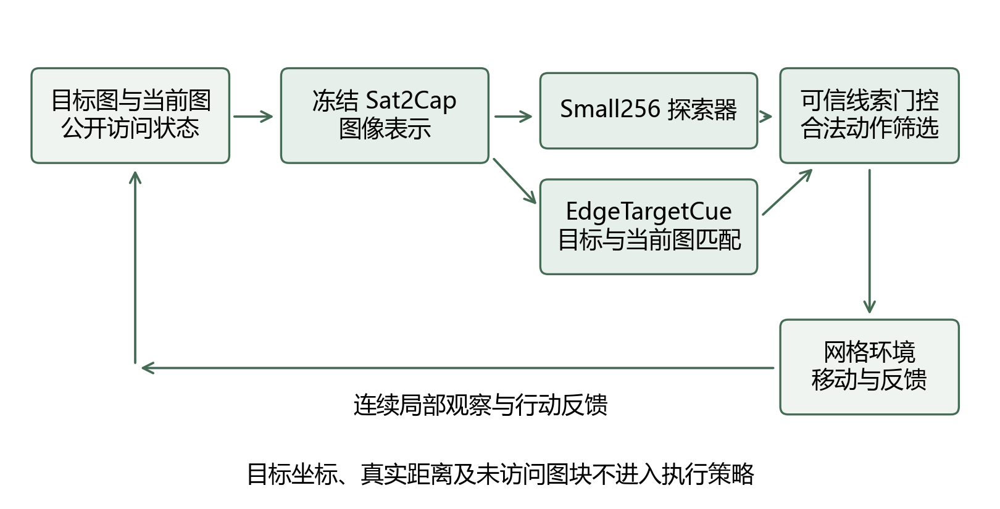 目标图与当前图
公开访问状态
冻结 Sat2Cap
图像表示
Small256 探索器
可信线索门控
合法动作筛选
EdgeTargetCue
目标与当前图匹配
网格环境
移动与反馈
连续局部观察与行动反馈
目标坐标、真实距离及未访问图块不进入执行策略